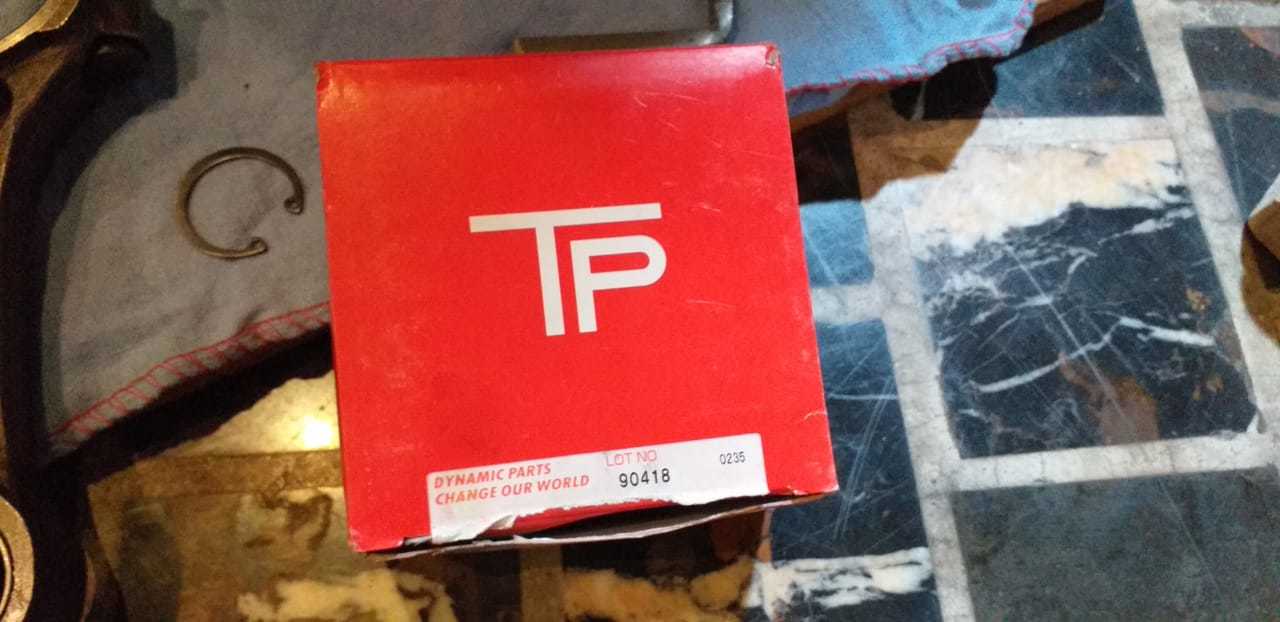 TP
DYNAMIC PARTS
CHANGE OUR WORLD
LOT NO
90418
0235